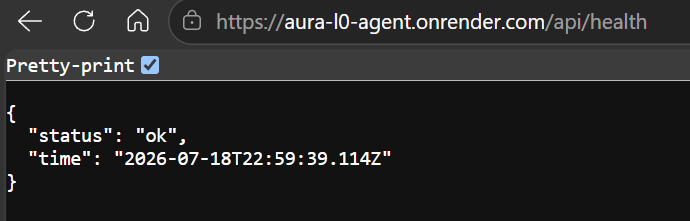 https://aura-l0-agent.onrender.com/api/health
Pretty-print
{
  "status": "ok",
  "time": "2026-07-18T22:59:39.114Z"
}